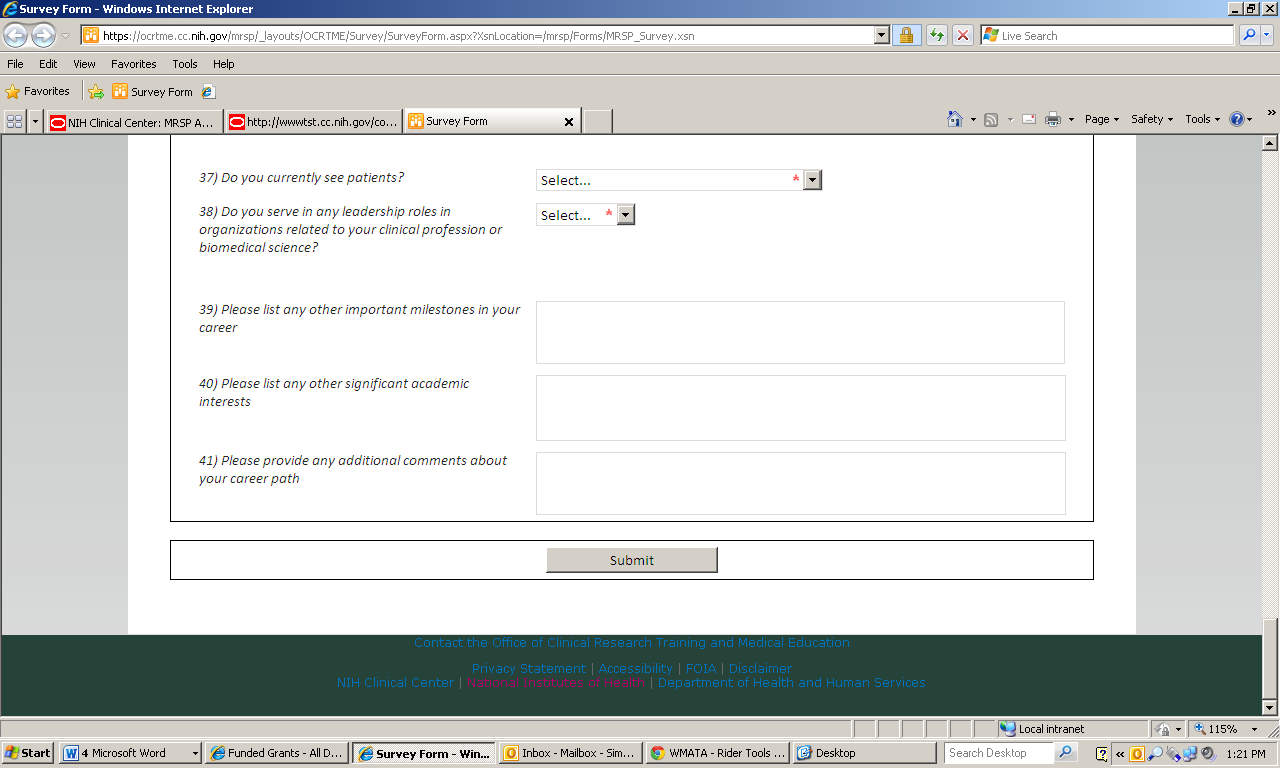 Survey Form - Windows Internet Explorer
https://ocrtme.cc.nih.gov/mrsp/_layouts/OCRTME/Survey/SurveyForm.aspx?XsnLocation=/mrsp/Forms/MRSP_Survey.xsn
Live Search
File Edit View Favorites Tools Help
Favorites Survey Form
NIH Clinical Center: MRSP A... http://wwwtst.cc.nih.gov/co... Survey Form Page Safety Tools »
37) Do you currently see patients? Select... *
38) Do you serve in any leadership roles in Select... *
organizations related to your clinical profession or
biomedical science?
39) Please list any other important milestones in your
career
40) Please list any other significant academic
interests
41) Please provide any additional comments about
your career path
Submit
Contact the Office of Clinical Research Training and Medical Education
Privacy Statement | Accessibility | FOIA | Disclaimer
NIH Clinical Center | National Institutes of Health | Department of Health and Human Services
Local intranet 115%
Start 4 Microsoft Word Funded Grants - All D... Survey Form - Win... Inbox - Mailbox - Sim... WMATA - Rider Tools ... Desktop Search Desktop « 1:21 PM